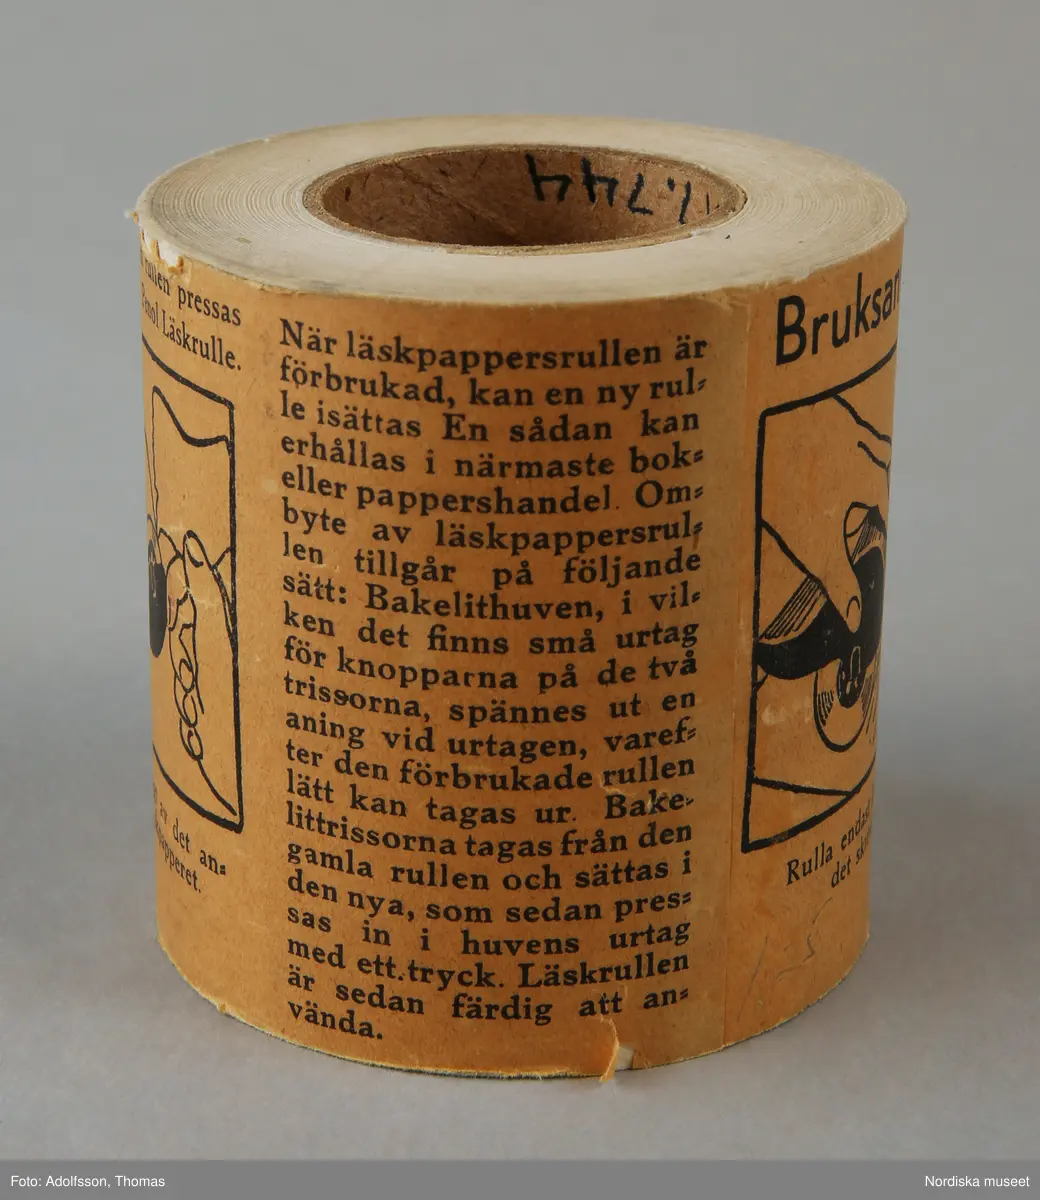 1.744
rullen pressas
Läskrulle.
av det an=
När läskpappersrullen är
förbrukad, kan en ny rul=
le isättas En sådan kan
erhållas i närmaste bok=
eller pappershandel. Om=
byte av läskpappersrul=
len tillgår på följande
sätt: Bakelithuven, i vil=
ken det finns små urtag
för knopparna på de två
trissorna, spännes ut en
aning vid urtagen, varef=
ter den förbrukade rullen
lätt kan tagas ur. Bake=
littrissorna tagas från den
gamla rullen och sättas i
den nya, som sedan pres=
sas in i huvens urtag
med ett.tryck. Läskrullen
är sedan färdig att an=
vända.
Bruksan
Rulla endast
det
Foto: Adolfsson, Thomas
Nordiska museet